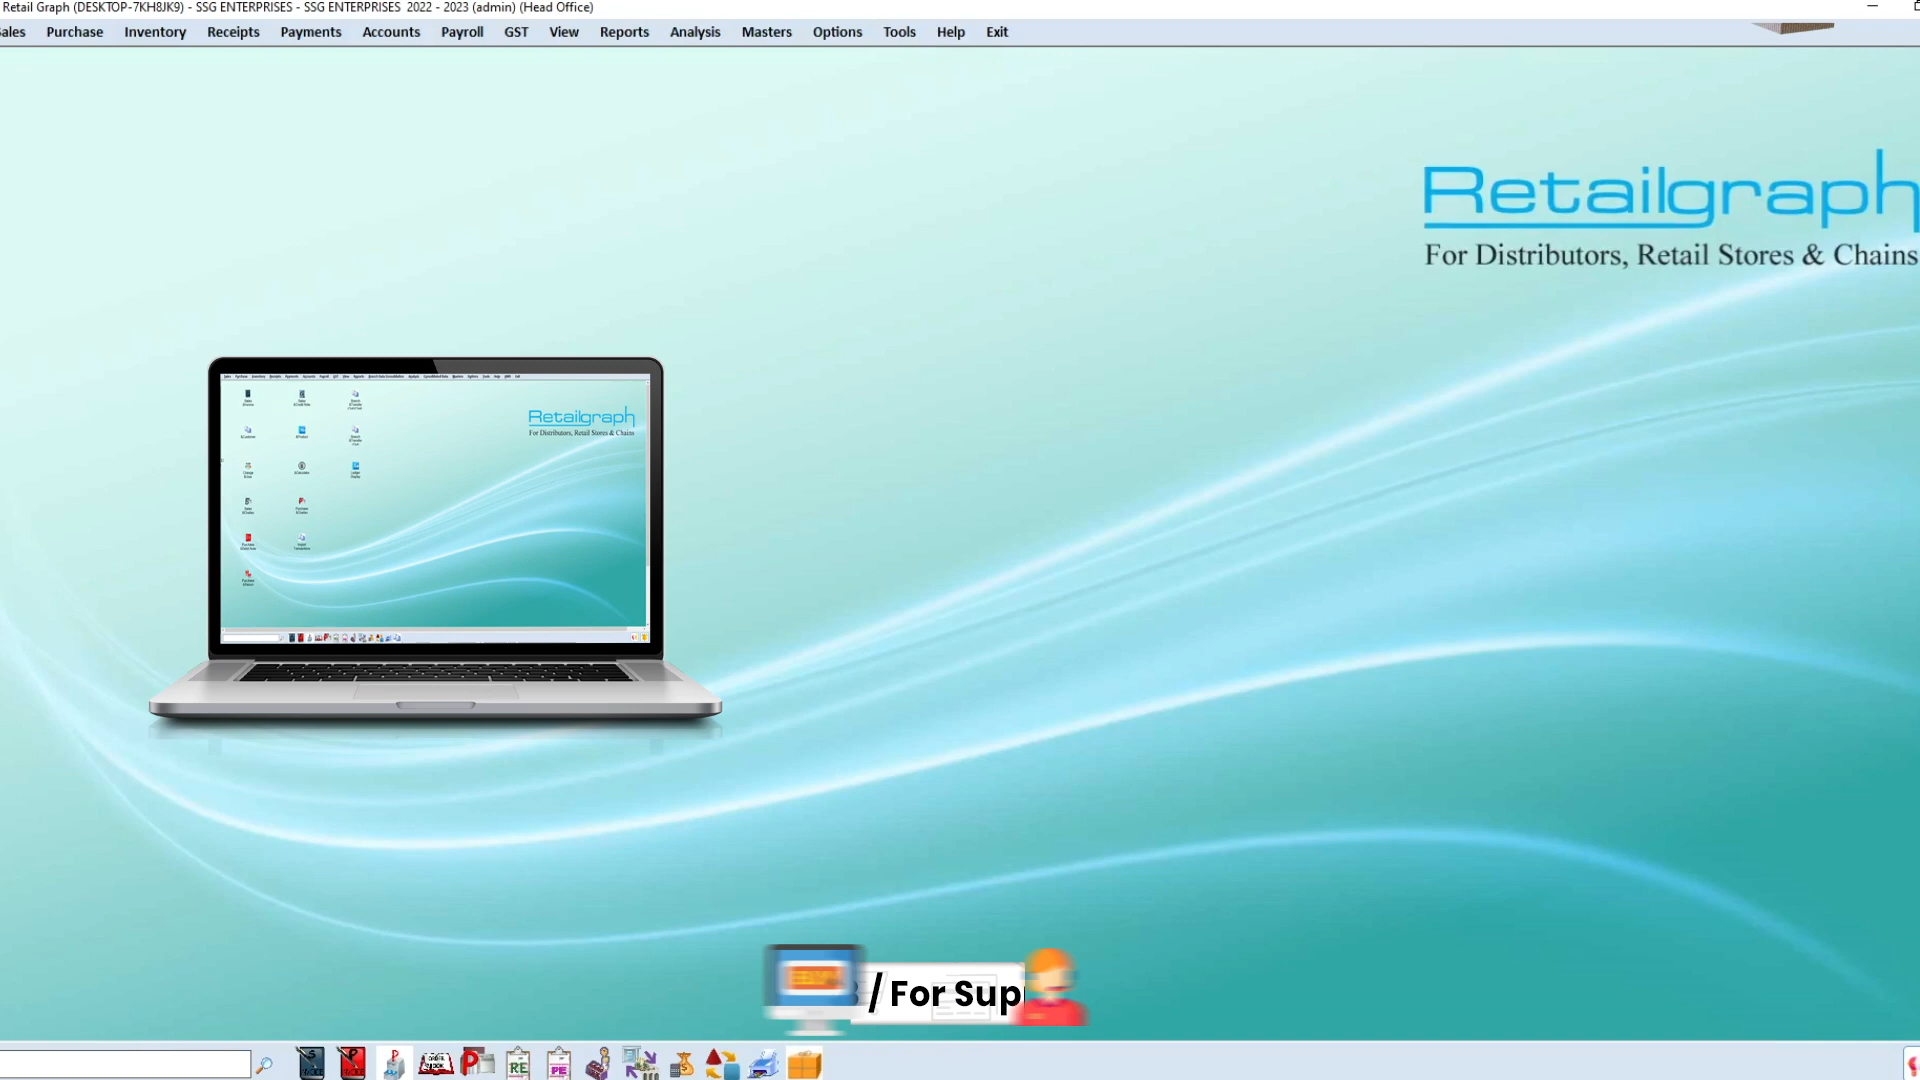 Retail Graph (DESKTOP-7KH8JK9) - SSG ENTERPRISES - SSG ENTERPRISES 2022 - 2023 (admin) (Head Office)
ales Purchase Inventory Receipts Payments Accounts Payroll GST View Reports Analysis Masters Options Tools Help Exit
Retailgraph
For Distributors, Retail Stores & Chains
Retailgraph
For Distributors, Retail Stores & Chains
/ For Sup
RE
PE